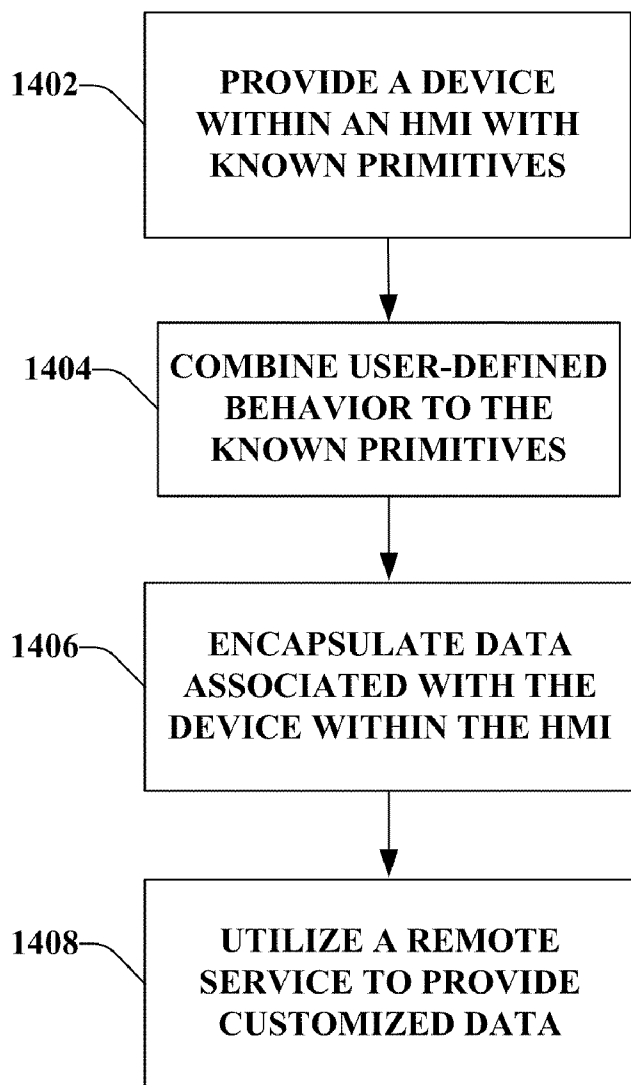 1402
PROVIDE A DEVICE
WITHIN AN HMI WITH
KNOWN PRIMITIVES
1404
COMBINE USER-DEFINED
BEHAVIOR TO THE
KNOWN PRIMITIVES
1406
ENCAPSULATE DATA
ASSOCIATED WITH THE
DEVICE WITHIN THE HMI
1408
UTILIZE A REMOTE
SERVICE TO PROVIDE
CUSTOMIZED DATA